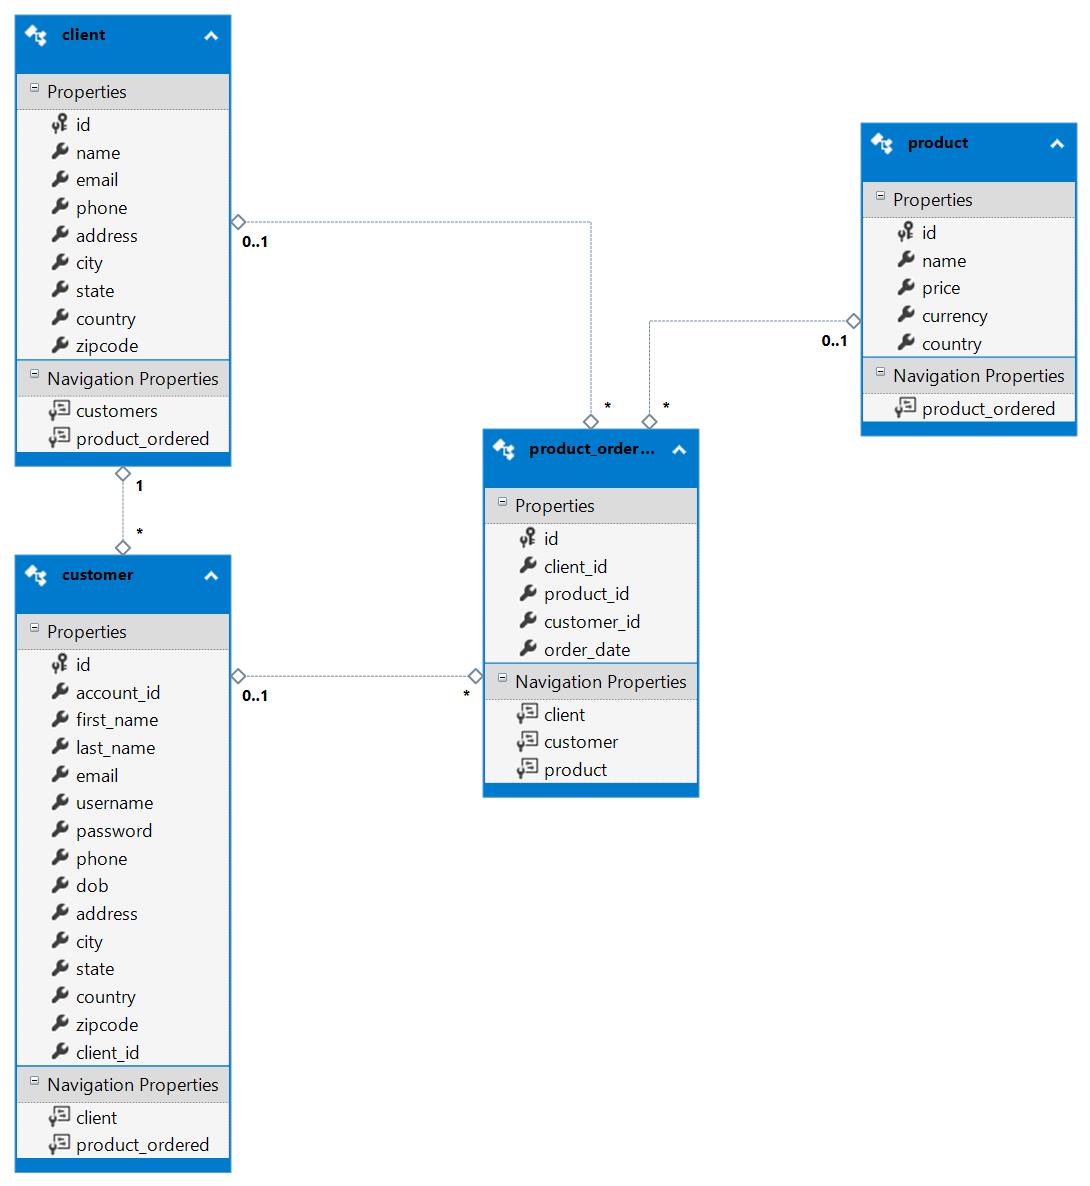 client
Properties
id
name
email
phone
address
city
state
country
zipcode
Navigation Properties
customers
product_ordered
0..1
*
1
*
product
Properties
id
name
price
currency
country
Navigation Properties
product_ordered
0..1
*
customer
Properties
id
account_id
first_name
last_name
email
username
password
phone
dob
address
city
state
country
zipcode
client_id
Navigation Properties
client
product_ordered
0..1
*
product_order...
Properties
id
client_id
product_id
customer_id
order_date
Navigation Properties
client
customer
product